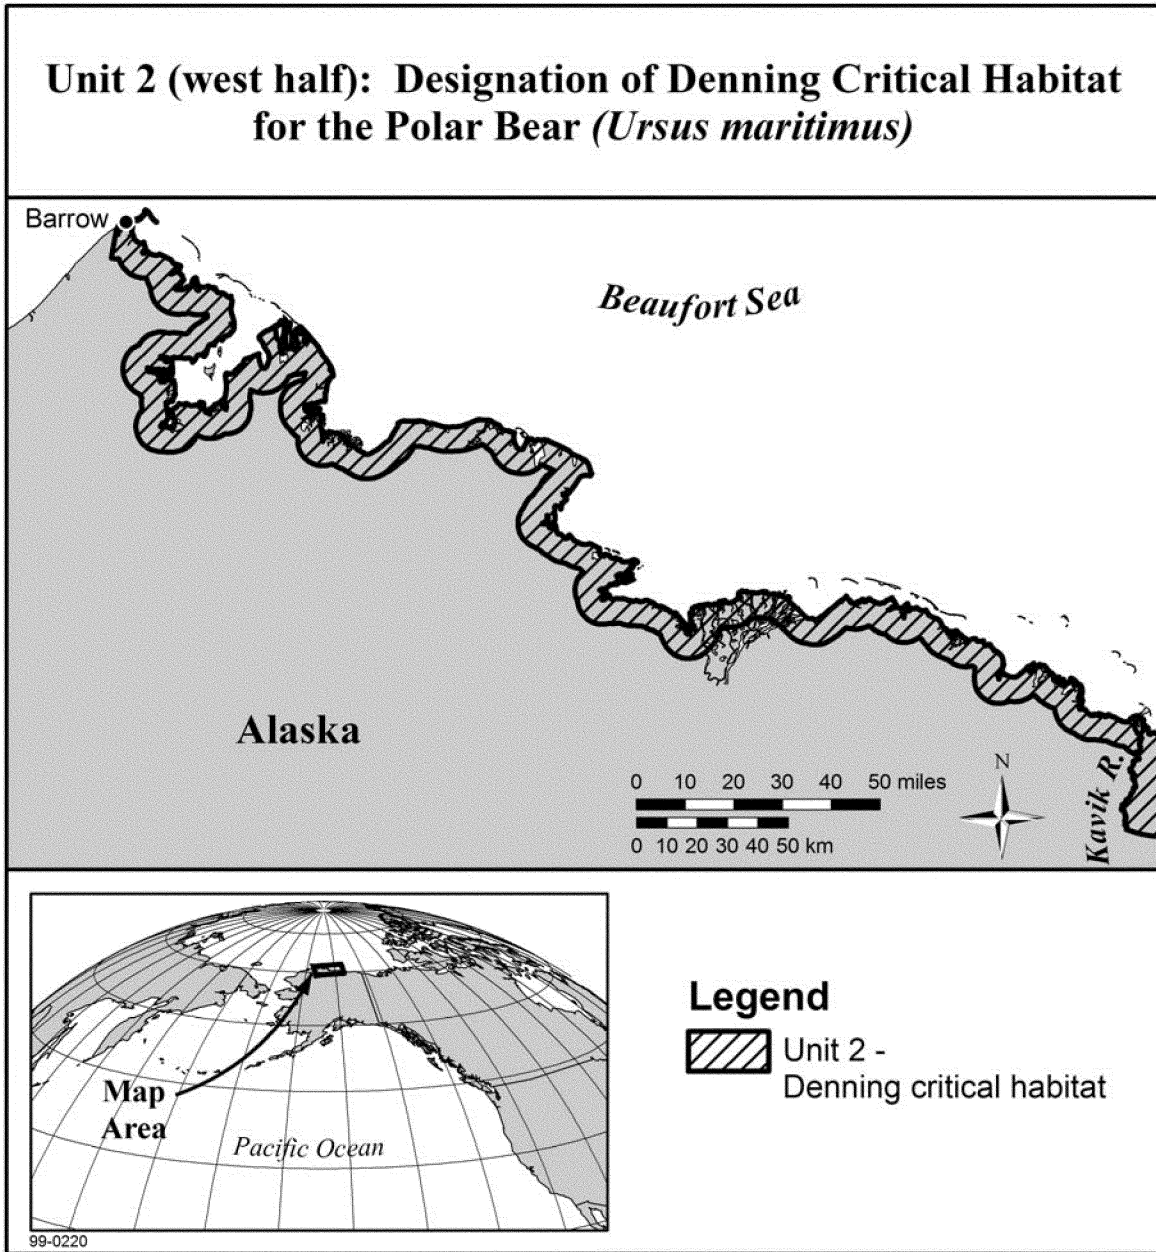 Unit 2 (west half): Designation of Denning Critical Habitat
for the Polar Bear (Ursus maritimus)
Barrow
Beaufort Sea
Alaska
N
0 10 20 30 40 50 miles
0 10 20 30 40 50 km
Kavik R.
Map
Area
Pacific Ocean
Legend
Unit 2 -
Denning critical habitat
99-0220